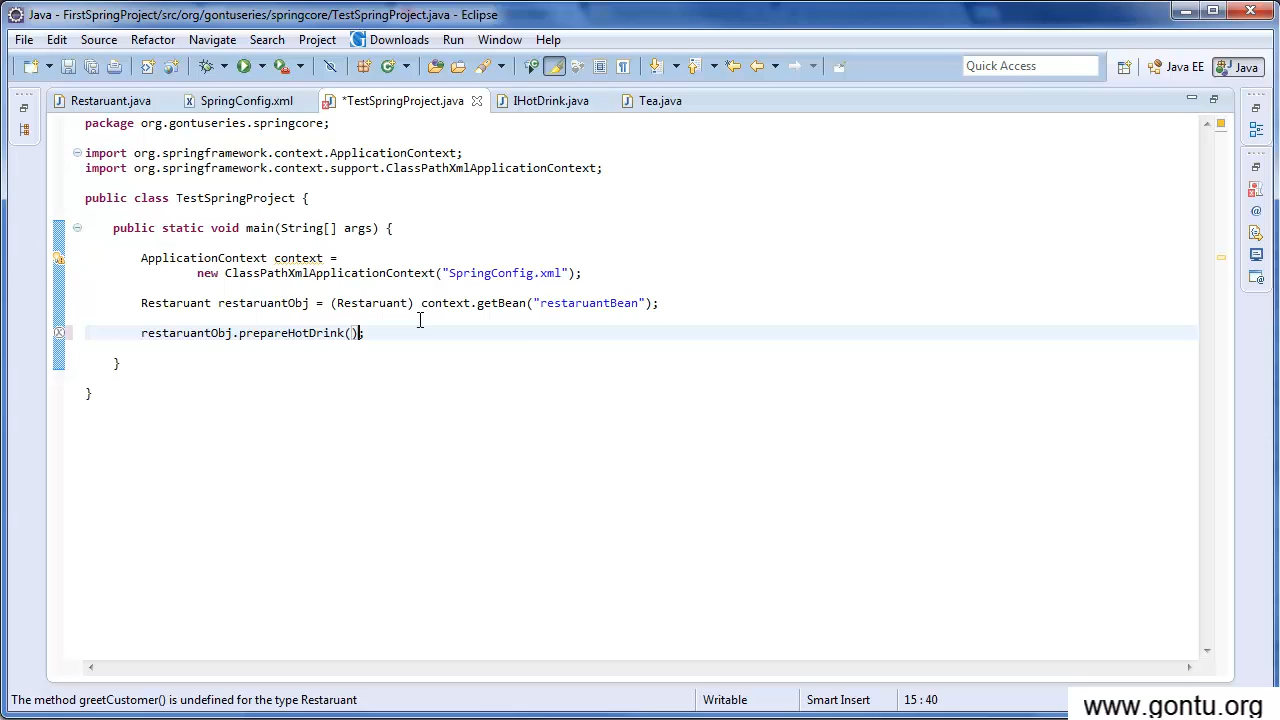 Java - FirstSpringProject/src/org/gontuseries/springcore/TestSpringProject.java - Eclipse
File Edit Source Refactor Navigate Search Project Downloads Run Window Help
Quick Access Java EE Java
Restaruant.java SpringConfig.xml *TestSpringProject.java IHotDrink.java Tea.java
package org.gontuseries.springcore;
import org.springframework.context.ApplicationContext;
import org.springframework.context.support.ClassPathXmlApplicationContext;
public class TestSpringProject {
public static void main(String[] args) {
ApplicationContext context =
new ClassPathXmlApplicationContext("SpringConfig.xml");
Restaruant restaruantObj = (Restaruant) context.getBean("restaruantBean");
restaruantObj.prepareHotDrink();
}
}
The method greetCustomer() is undefined for the type Restaruant Writable Smart Insert 15:40
www.gontu.org